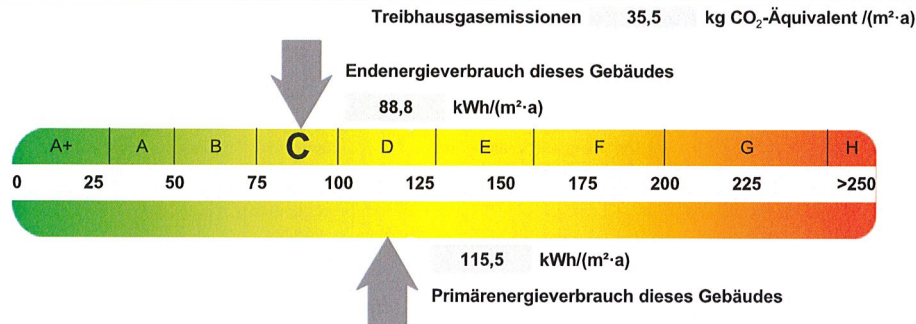 Treibhausgasemissionen 35,5 kg CO₂-Äquivalent /(m²·a)
Endenergieverbrauch dieses Gebäudes
88,8 kWh/(m²·a)
A+ A B C D E F G H
0 25 50 75 100 125 150 175 200 225 >250
115,5 kWh/(m²·a)
Primärenergieverbrauch dieses Gebäudes